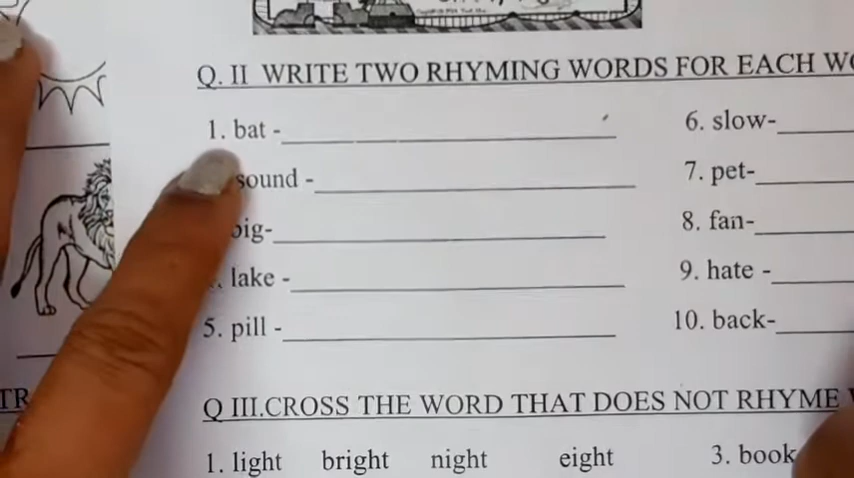 Q. II WRITE TWO RHYMING WORDS FOR EACH
1. bat -
sound -
big-
lake -
5. pill -
6. slow-
7. pet-
8. fan-
9. hate -
10. back-
Q III.CROSS THE WORD THAT DOES NOT RHYME
1. light bright night eight
3. book